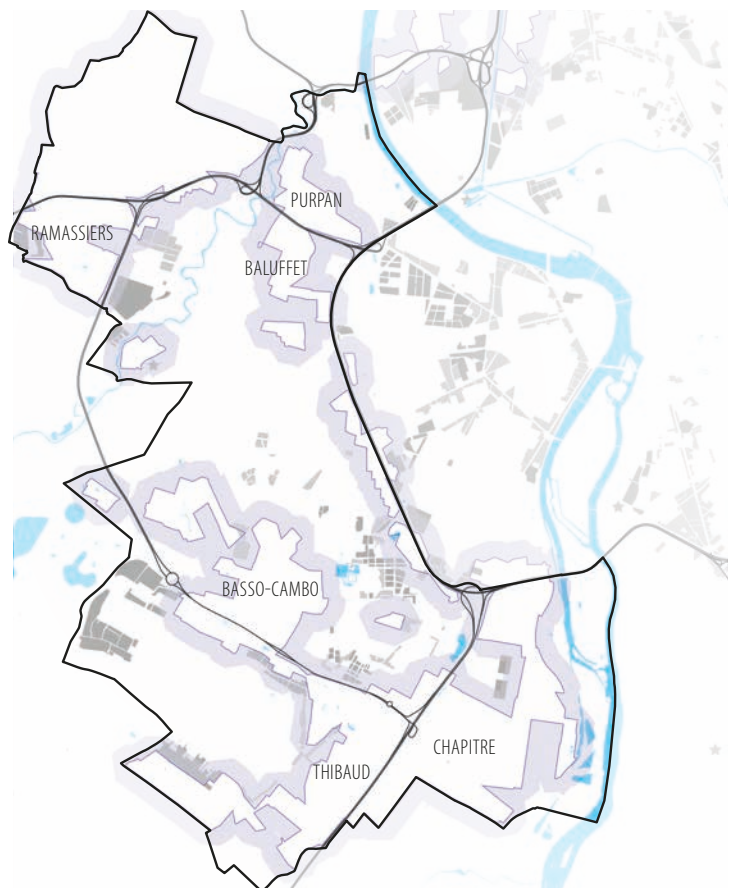 PURPAN
RAMASSIERS
BALUFFET
BASSO-CAMBO
CHAPITRE
THIBAUD